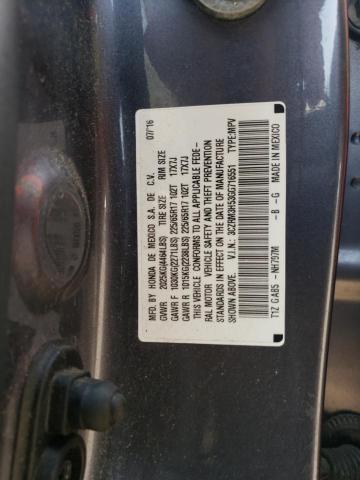 MFD. BY HONDA DE MEXICO S.A. DE C.V. 07/16
GVWR 2025KG(4464LBS) TIRE SIZE RIM SIZE
GAWR F 1030KG(2271LBS) 225/65R17 102T 17X7J
GAWR R 1015KG(2238LBS) 225/65R17 102T 17X7J
THIS VEHICLE CONFORMS TO ALL APPLICABLE FEDE-
RAL MOTOR VEHICLE SAFETY AND THEFT PREVENTION
STANDARDS IN EFFECT ON THE DATE OF MANUFACTURE
SHOWN ABOVE. V.I.N.: 3CZRM3H53GG716551 TYPE:MPV
T1Z GAB5 -NH797M -B -G MADE IN MEXICO